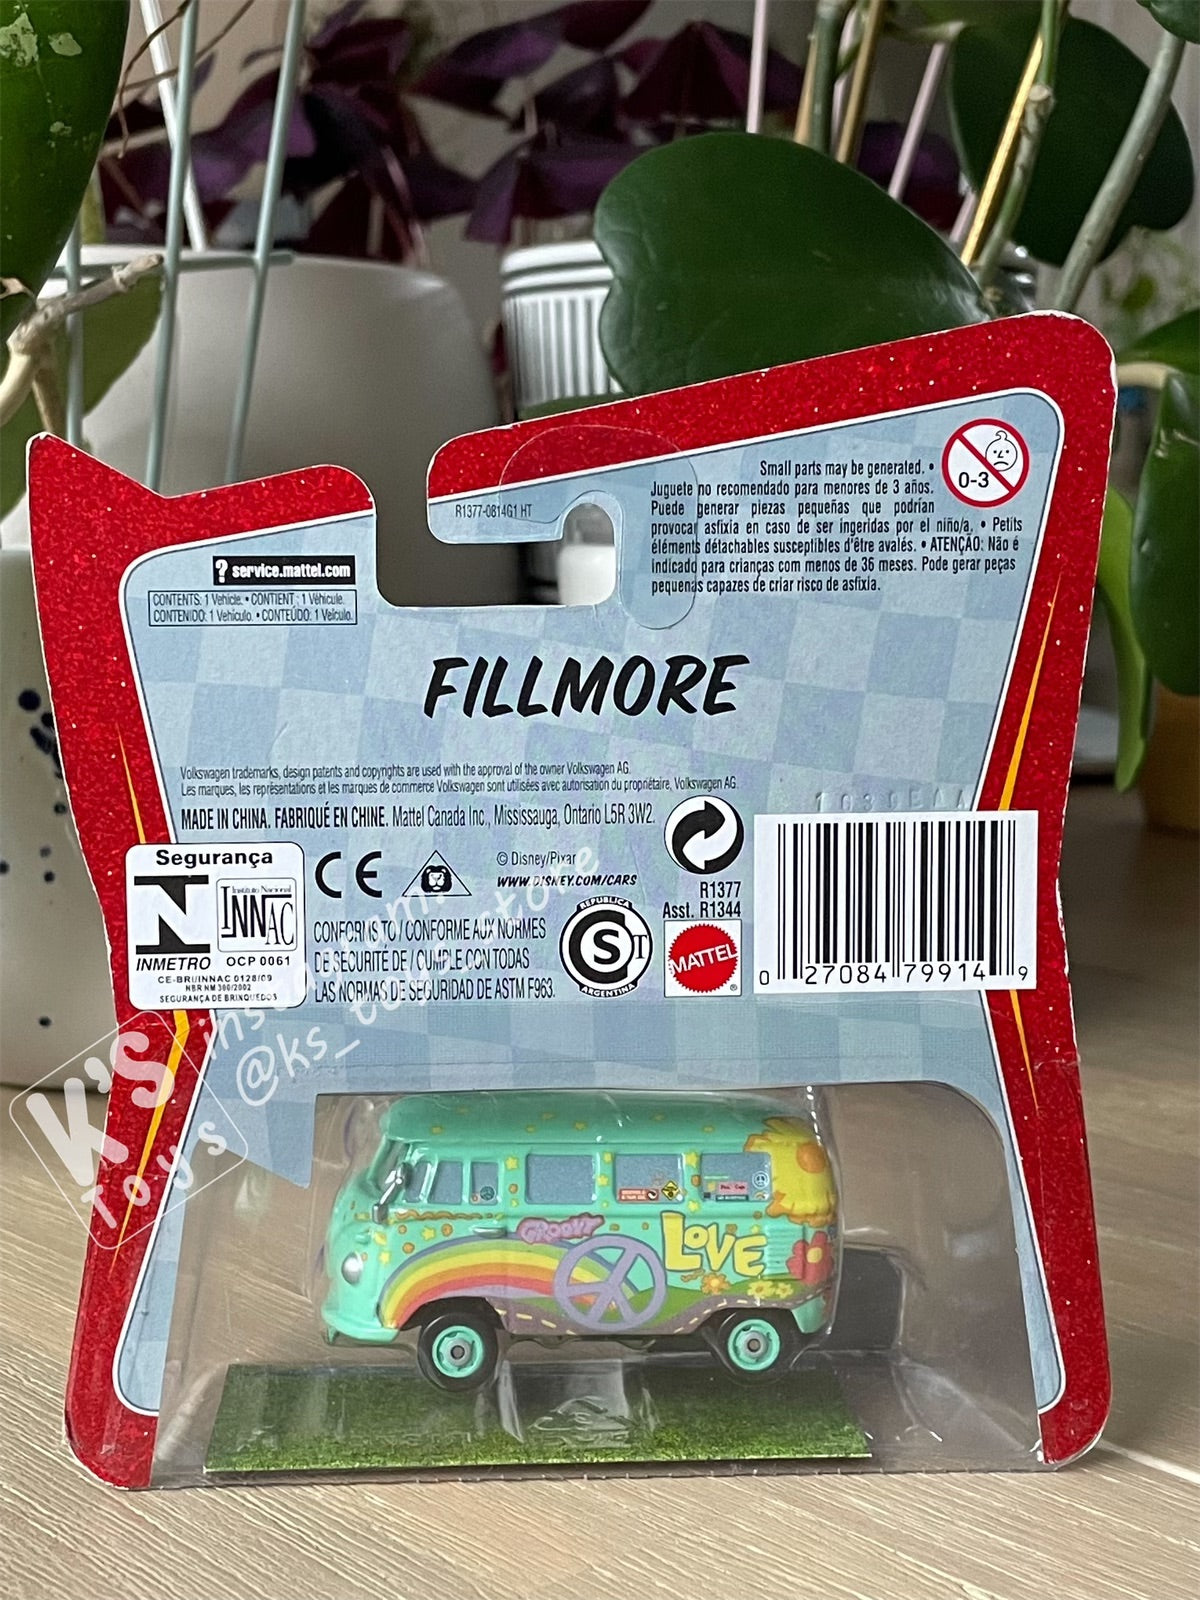 Small parts may be generated. •
0-3
Juguete no recomendado para menores de 3 años.
Puede generar piezas pequeñas que podrían
provocar asfixia en caso de ser ingeridas por el niño/a. • Petits
éléments détachables susceptibles d'être avalés. • ATENÇÃO: Não é
indicado para crianças com menos de 36 meses. Pode gerar peças
pequenas capazes de criar risco de asfixia.
R1377-0814G1 HT
? service.mattel.com
CONTENTS: 1 Vehicle. • CONTIENT : 1 Véhicule.
CONTENIDO: 1 Vehículo. • CONTEÚDO: 1 Veículo.
FILLMORE
Volkswagen trademarks, design patents and copyrights are used with the approval of the owner Volkswagen AG.
Les marques, les représentations et les marques de commerce Volkswagen sont utilisées avec autorisation du propriétaire, Volkswagen AG.
MADE IN CHINA. FABRIQUÉ EN CHINE. Mattel Canada Inc., Mississauga, Ontario L5R 3W2.
Segurança
Instituto Nacional
INNAC
INMETRO
OCP 0061
CE-BRI/INNAC 0128/09
NBR NM 300/2002
SEGURANÇA DE BRINQUEDOS
CE
© Disney/Pixar
WWW.DISNEY.COM/CARS
CONFORMS TO / CONFORME AUX NORMES
DE SÉCURITÉ DE / CUMPLE CON TODAS
LAS NORMAS DE SEGURIDAD DE ASTM F963.
REPUBLICA
S
T
ARGENTINA
R1377
Asst. R1344
MATTEL
®
0 27084 79914 9
instagram:
@ks_toys_store
K'S
Toys
GROOVY
LOVE